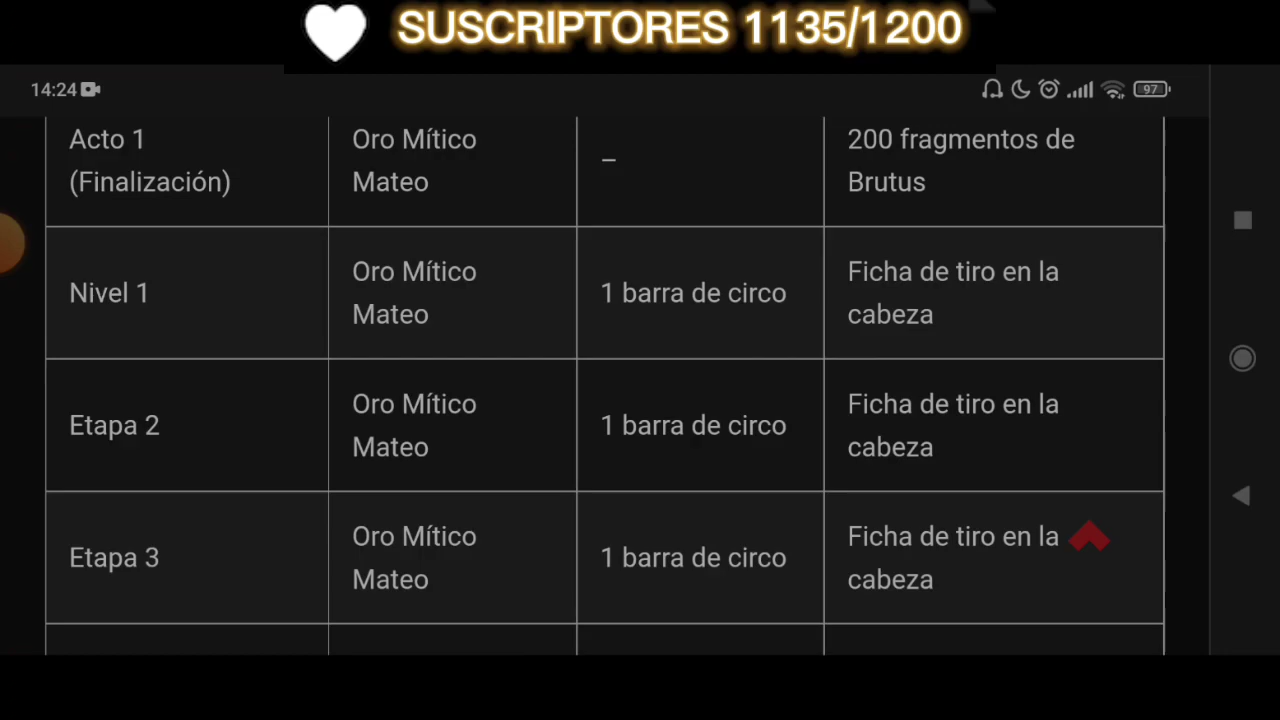 SUSCRIPTORES 1135/1200
14:24
97
Acto 1
(Finalización)
Oro Mítico
Mateo
–
200 fragmentos de
Brutus
Nivel 1
Oro Mítico
Mateo
1 barra de circo
Ficha de tiro en la
cabeza
Etapa 2
Oro Mítico
Mateo
1 barra de circo
Ficha de tiro en la
cabeza
Etapa 3
Oro Mítico
Mateo
1 barra de circo
Ficha de tiro en la
cabeza